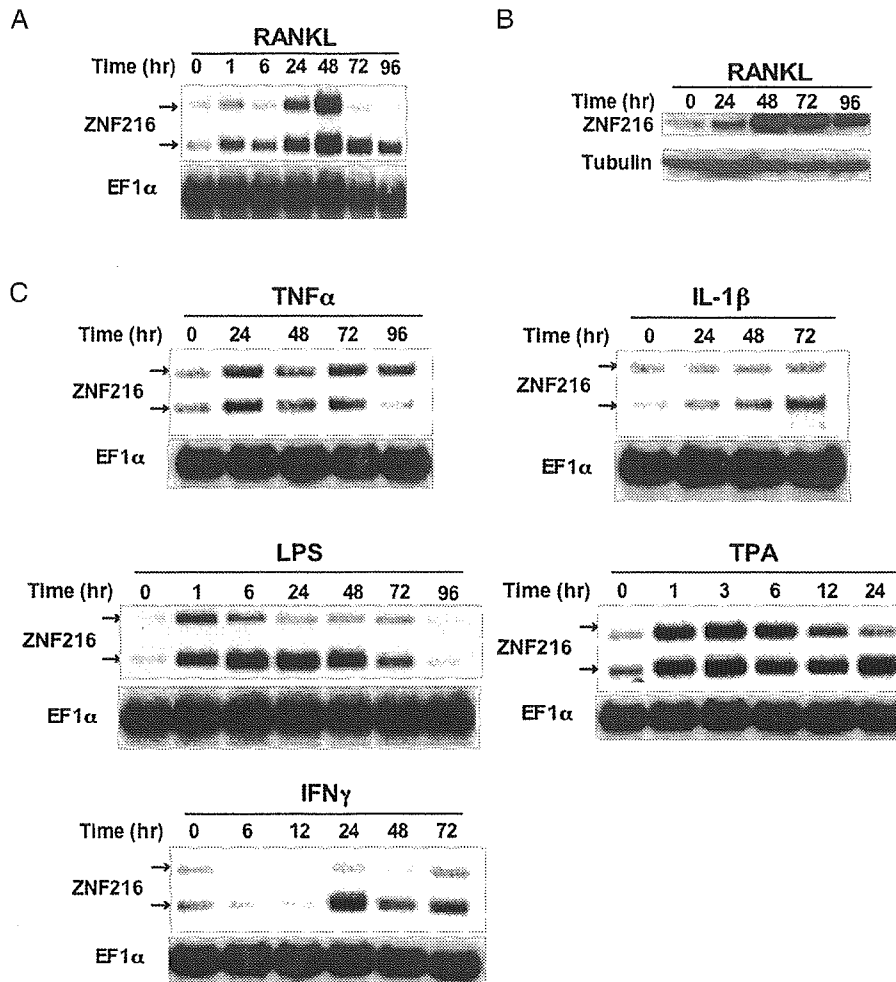 A
RANKL
Time (hr) 0 1 6 24 48 72 96
→
ZNF216
→
EF1α
B
RANKL
Time (hr) 0 24 48 72 96
ZNF216
Tubulin
C
TNFα
Time (hr) 0 24 48 72 96
→
ZNF216
→
EF1α
IL-1β
Time (hr) 0 24 48 72
→
ZNF216
→
EF1α
LPS
Time (hr) 0 1 6 24 48 72 96
→
ZNF216
→
EF1α
TPA
Time (hr) 0 1 3 6 12 24
→
ZNF216
→
EF1α
IFNγ
Time (hr) 0 6 12 24 48 72
→
ZNF216
→
EF1α